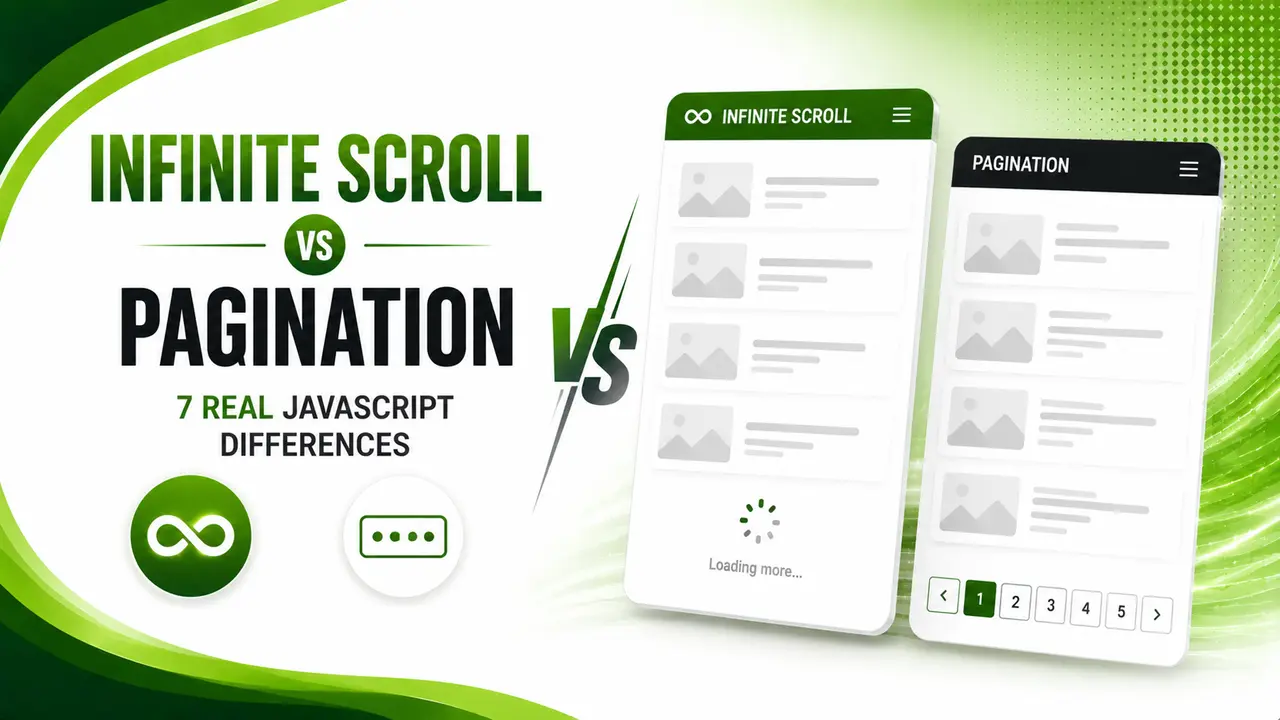 INFINITE SCROLL
VS
PAGINATION
7 REAL JAVASCRIPT
DIFFERENCES
VS
INFINITE SCROLL
Loading more...
PAGINATION
1 2 3 4 5